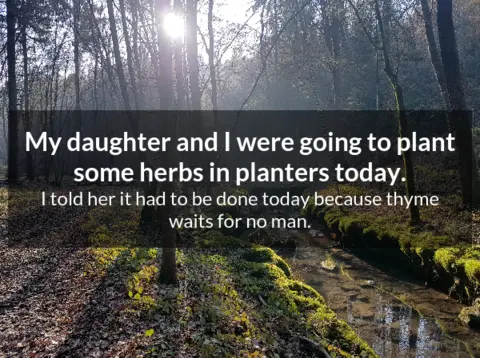 My daughter and I were going to plant
some herbs in planters today.
I told her it had to be done today because thyme
waits for no man.